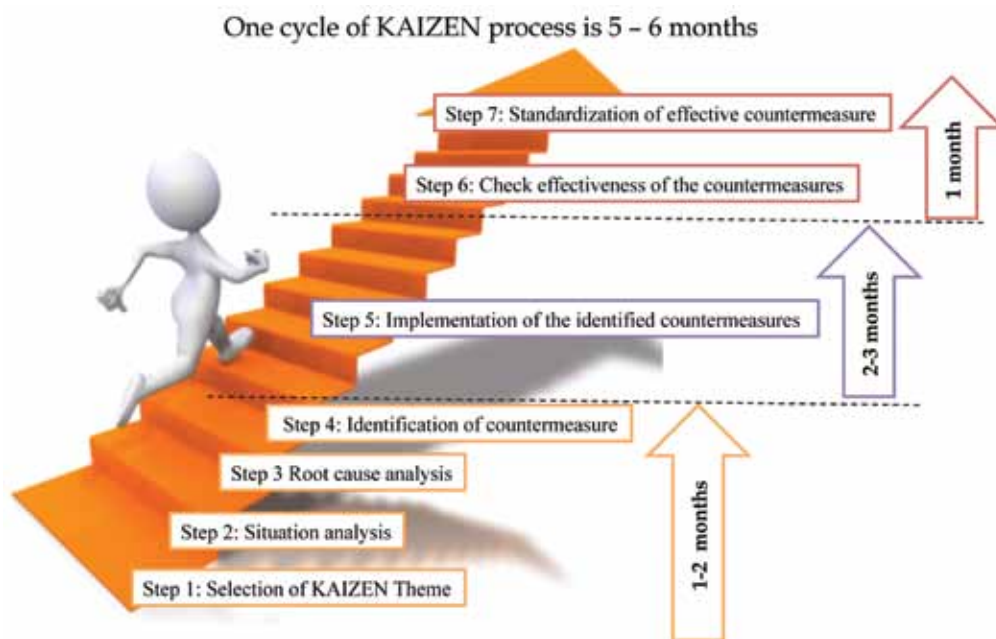 One cycle of KAIZEN process is 5 – 6 months
Step 7: Standardization of effective countermeasure
Step 6: Check effectiveness of the countermeasures
1 month
Step 5: Implementation of the identified countermeasures
2-3 months
Step 4: Identification of countermeasure
Step 3 Root cause analysis
Step 2: Situation analysis
Step 1: Selection of KAIZEN Theme
1-2 months